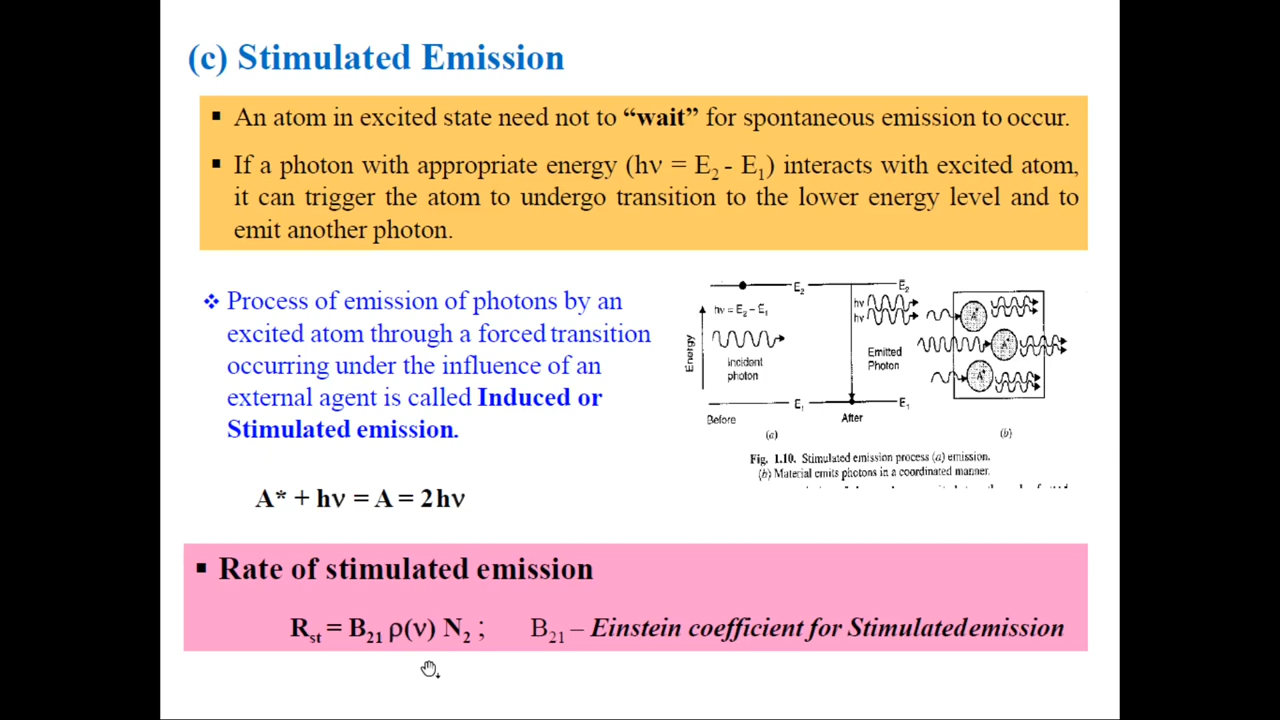 (c) Stimulated Emission
▪ An atom in excited state need not to “wait” for spontaneous emission to occur.
▪ If a photon with appropriate energy (hν = E2 - E1) interacts with excited atom,
it can trigger the atom to undergo transition to the lower energy level and to
emit another photon.
❖ Process of emission of photons by an
excited atom through a forced transition
occurring under the influence of an
external agent is called Induced or
Stimulated emission.
A* + hν = A = 2hν
E2
E2
hν = E2 – E1
hν
hν
Energy
Incident
photon
Emitted
Photon
A*
A*
A*
E1
E1
Before
After
(a)
(b)
Fig. 1.10. Stimulated emission process (a) emission.
(b) Material emits photons in a coordinated manner.
▪ Rate of stimulated emission
Rst = B21 ρ(ν) N2 ; B21 – Einstein coefficient for Stimulated emission